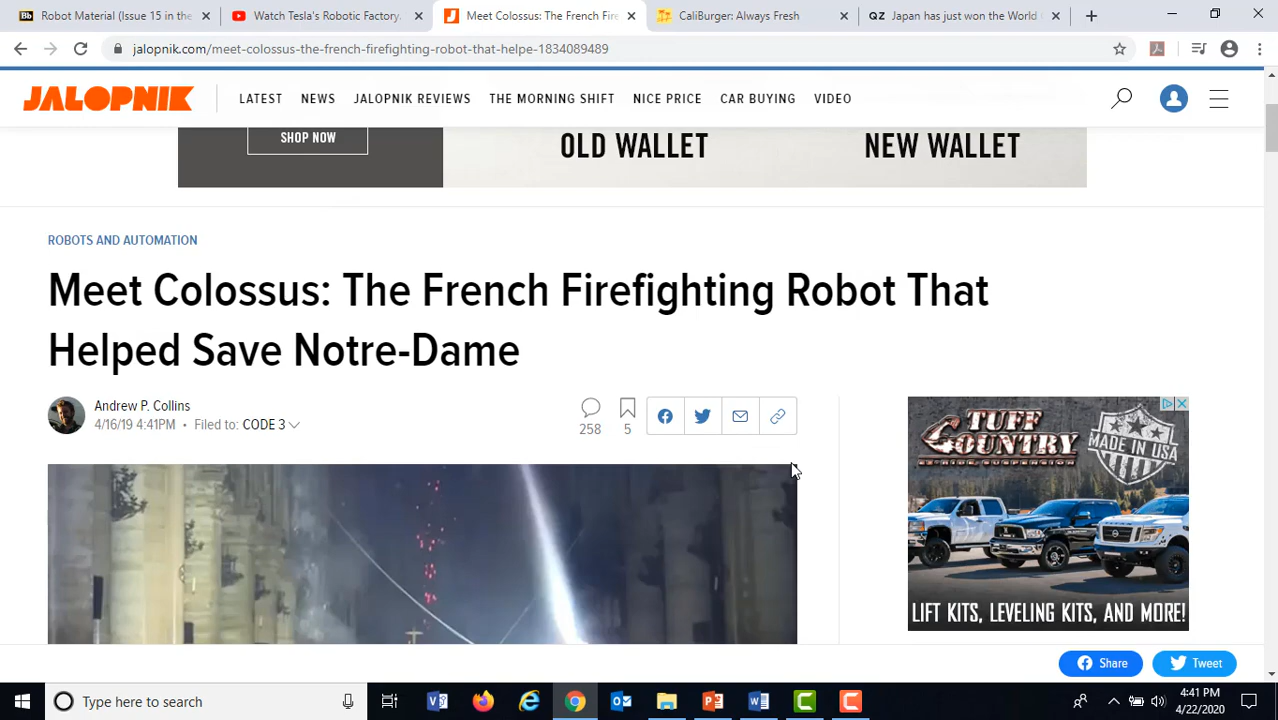 Robot Material (Issue 15 in the
Watch Tesla's Robotic Factory.
Meet Colossus: The French Fire
CaliBurger: Always Fresh
QZ Japan has just won the World
jalopnik.com/meet-colossus-the-french-firefighting-robot-that-helpe-1834089489
JALOPNIK
LATEST NEWS JALOPNIK REVIEWS THE MORNING SHIFT NICE PRICE CAR BUYING VIDEO
SHOP NOW
OLD WALLET
NEW WALLET
ROBOTS AND AUTOMATION
Meet Colossus: The French Firefighting Robot That
Helped Save Notre-Dame
Andrew P. Collins
4/16/19 4:41PM • Filed to: CODE 3
258
5
TUFF
COUNTRY
EZ-RIDE SUSPENSION
MADE IN USA
LIFT KITS, LEVELING KITS, AND MORE!
Share
Tweet
Type here to search
4:41 PM
4/22/2020